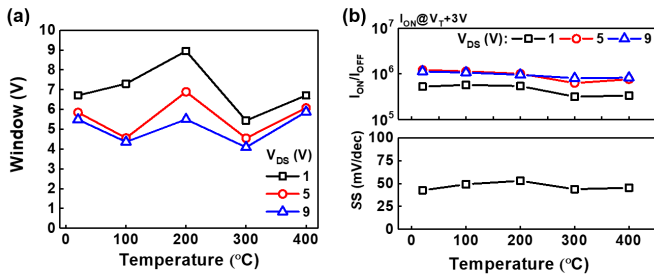 (a)
10
9
8
7
6
5
4
3
2
1
0
Window (V)
V_DS (V)
1
5
9
0 100 200 300 400
Temperature (°C)
(b)
I_ON@V_T+3V
V_DS (V): 1 5 9
10^7
10^6
10^5
I_ON/I_OFF
100
75
50
25
0
SS (mV/dec)
0 100 200 300 400
Temperature (°C)